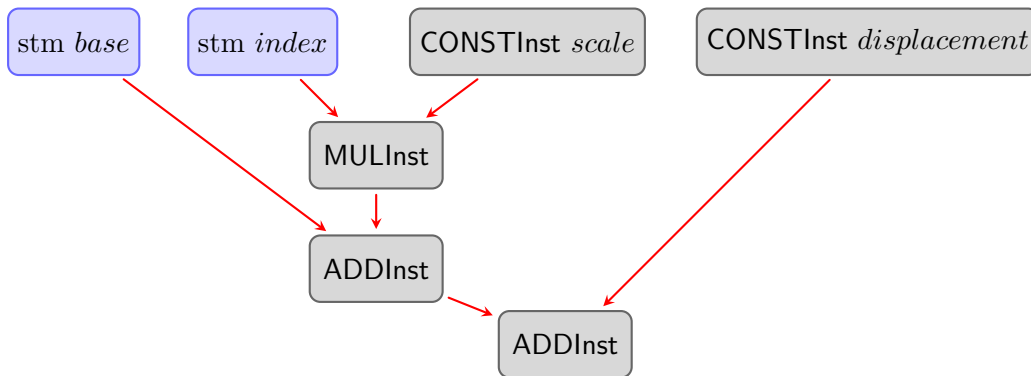 stm base
stm index
CONSTInst scale
CONSTInst displacement
MULInst
ADDInst
ADDInst